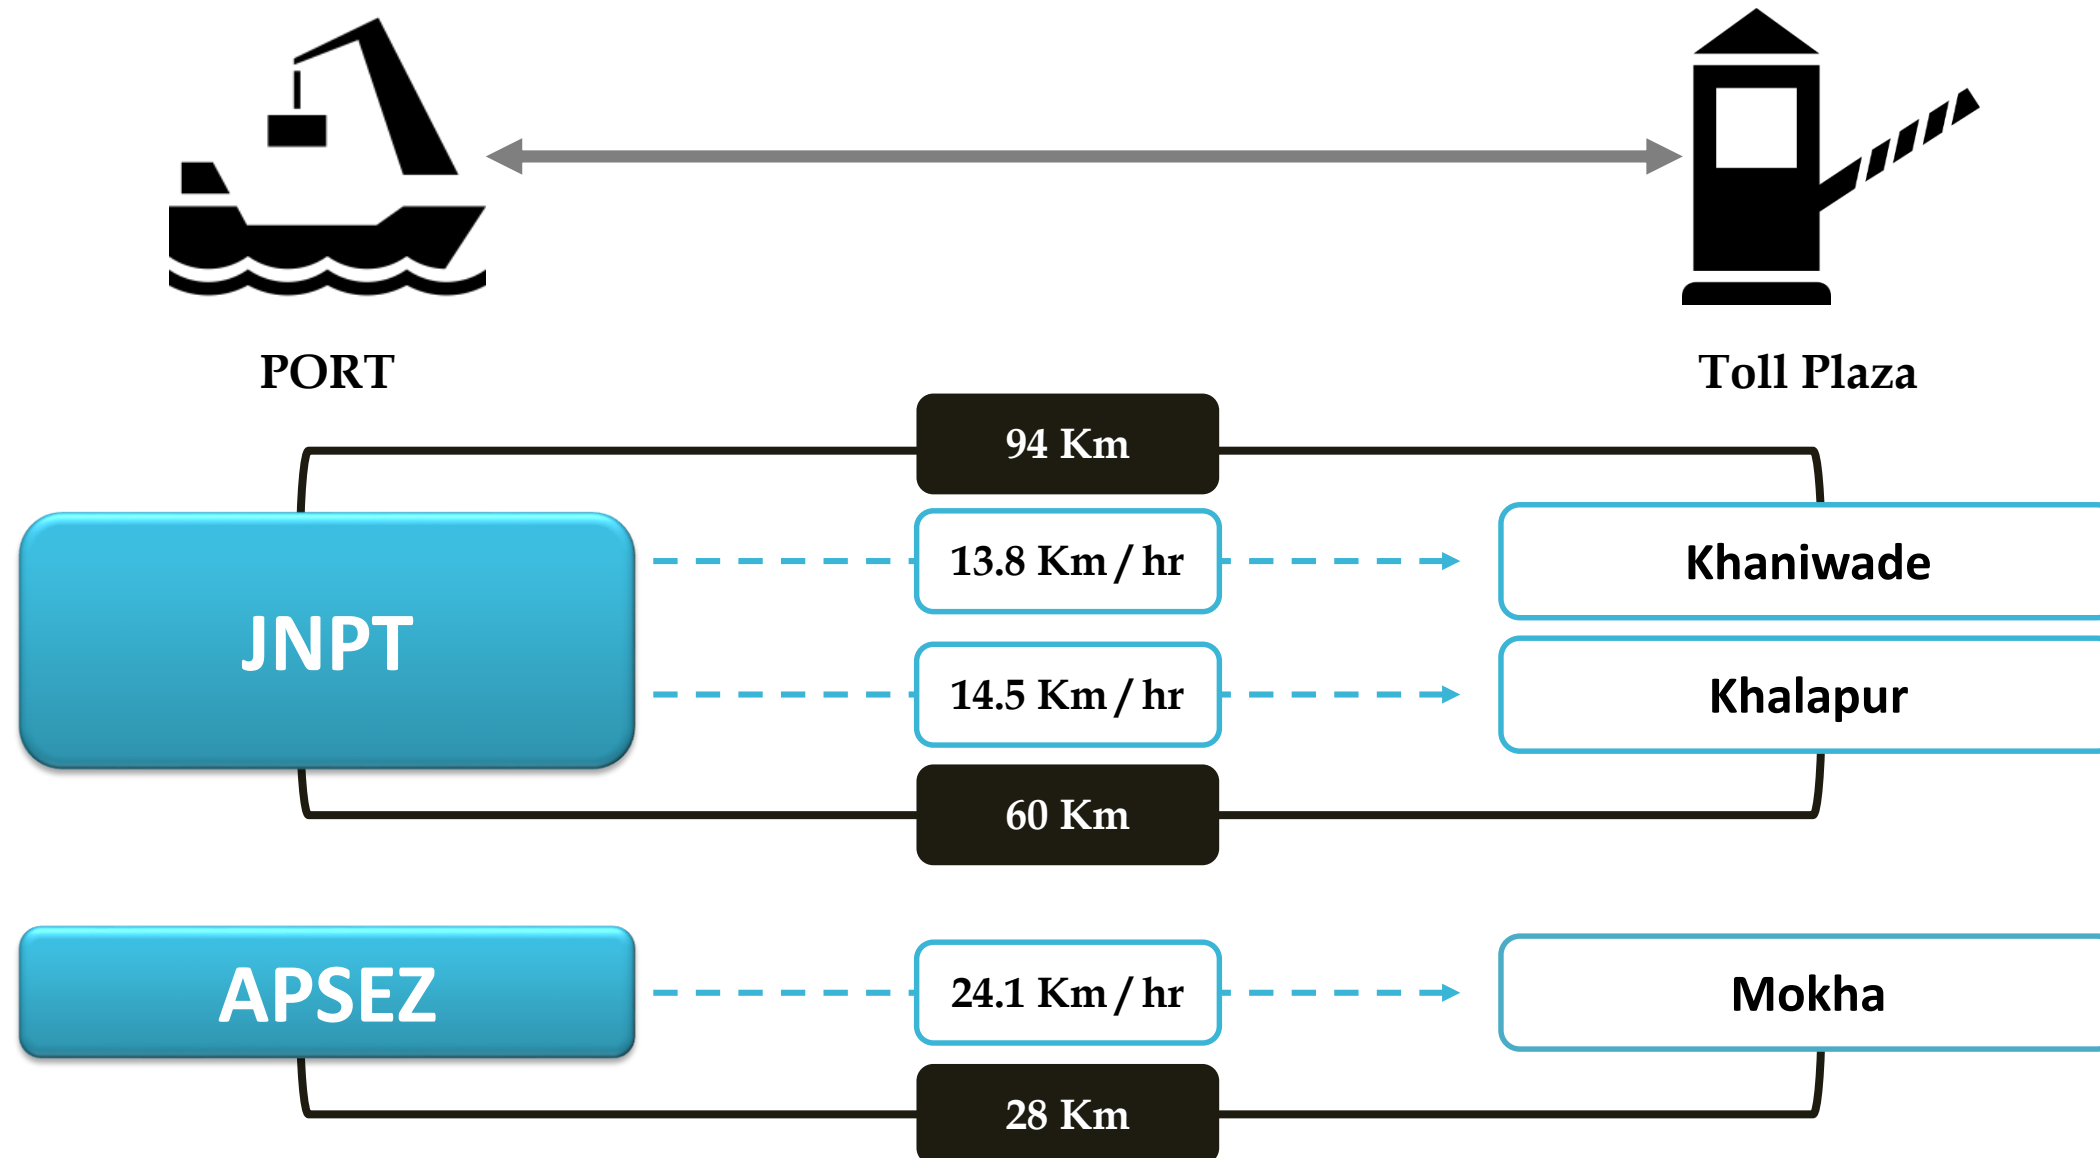 PORT
Toll Plaza
94 Km
JNPT
13.8 Km/hr
Khaniwade
14.5 Km/hr
Khalapur
60 Km
APSEZ
24.1 Km/hr
Mokha
28 Km